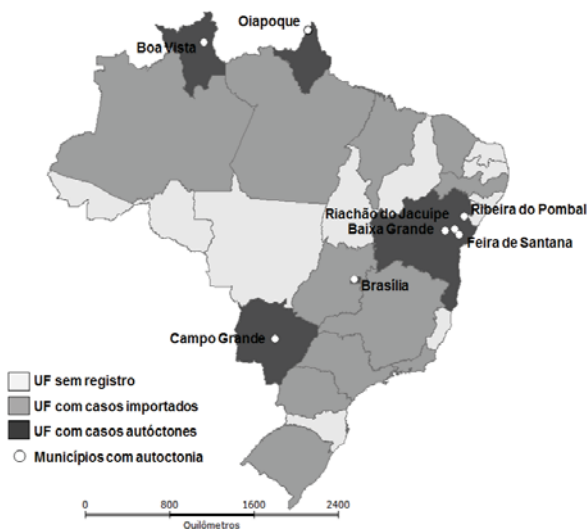 Oiapoque
Boa Vista
Ribeira do Pombal
Riachão do Jacuipe
Baixa Grande
Feira de Santana
Brasília
Campo Grande
UF sem registro
UF com casos importados
UF com casos autóctones
Municípios com autoctonia
0 800 1600 2400
Quilômetros